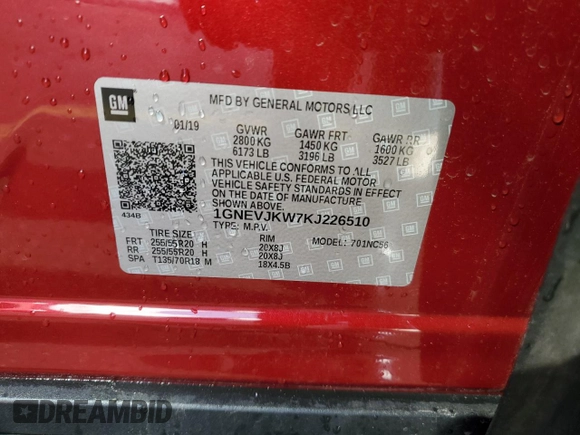 GM
MFD BY GENERAL MOTORS LLC
01/19
GVWR GAWR FRT GAWR RR
2800 KG 1450 KG 1600 KG
6173 LB 3196 LB 3527 LB
THIS VEHICLE CONFORMS TO ALL
APPLICABLE U.S. FEDERAL MOTOR
VEHICLE SAFETY STANDARDS IN EFFECT
ON THE DATE OF MANUFACTURE
SHOWN ABOVE.
434B
1GNEVJKW7KJ226510
TYPE: M.P.V.
TIRE SIZE RIM MODEL: 701NC56
FRT 255/55R20 H 20X8J
RR 255/55R20 H 20X8J
SPA T135/70R18 M 18X4.5B
DREAMBID